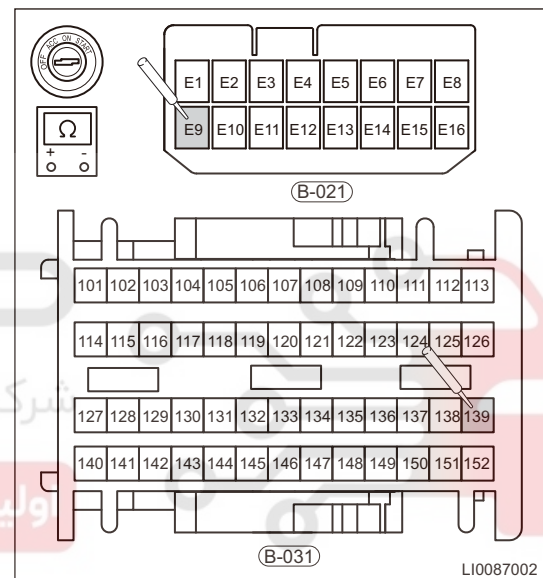 OFF ACC ON START
Ω
+ -
E1 E2 E3 E4 E5 E6 E7 E8
E9 E10 E11 E12 E13 E14 E15 E16
B-021
101 102 103 104 105 106 107 108 109 110 111 112 113
114 115 116 117 118 119 120 121 122 123 124 125 126
شرک
127 128 129 130 131 132 133 134 135 136 137 138 139
140 141 142 143 144 145 146 147 148 149 150 151 152
اولی
B-031
LI0087002